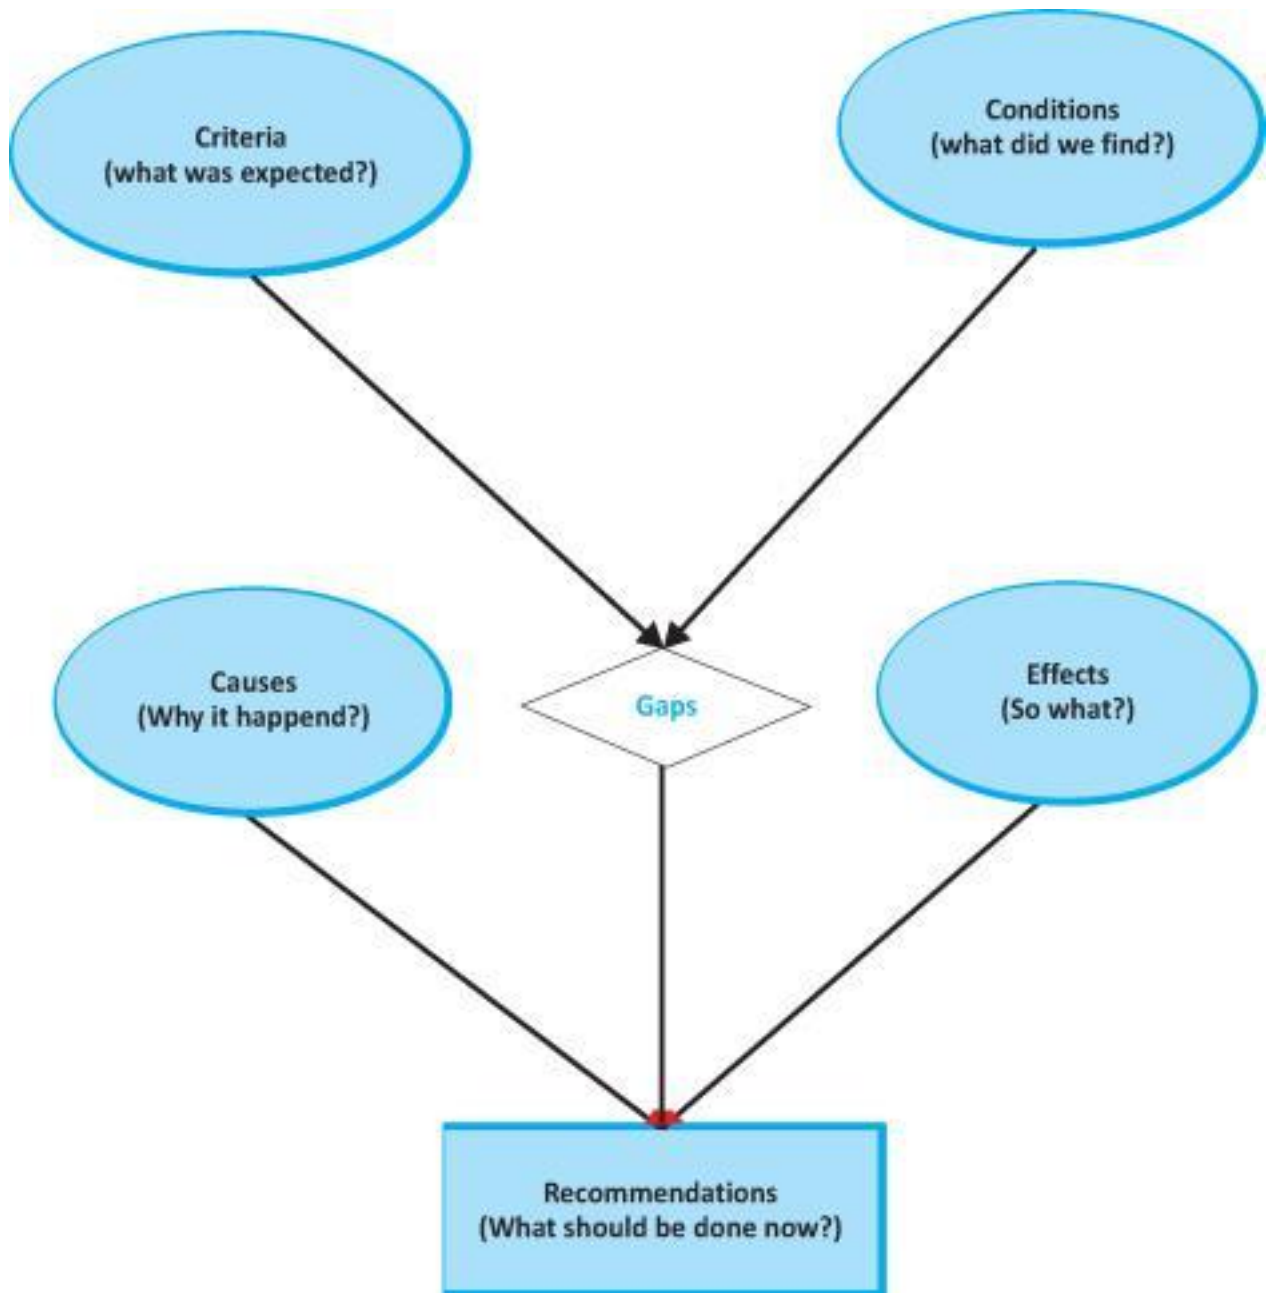 Criteria
(what was expected?)
Conditions
(what did we find?)
Causes
(Why it happend?)
Gaps
Effects
(So what?)
Recommendations
(What should be done now?)